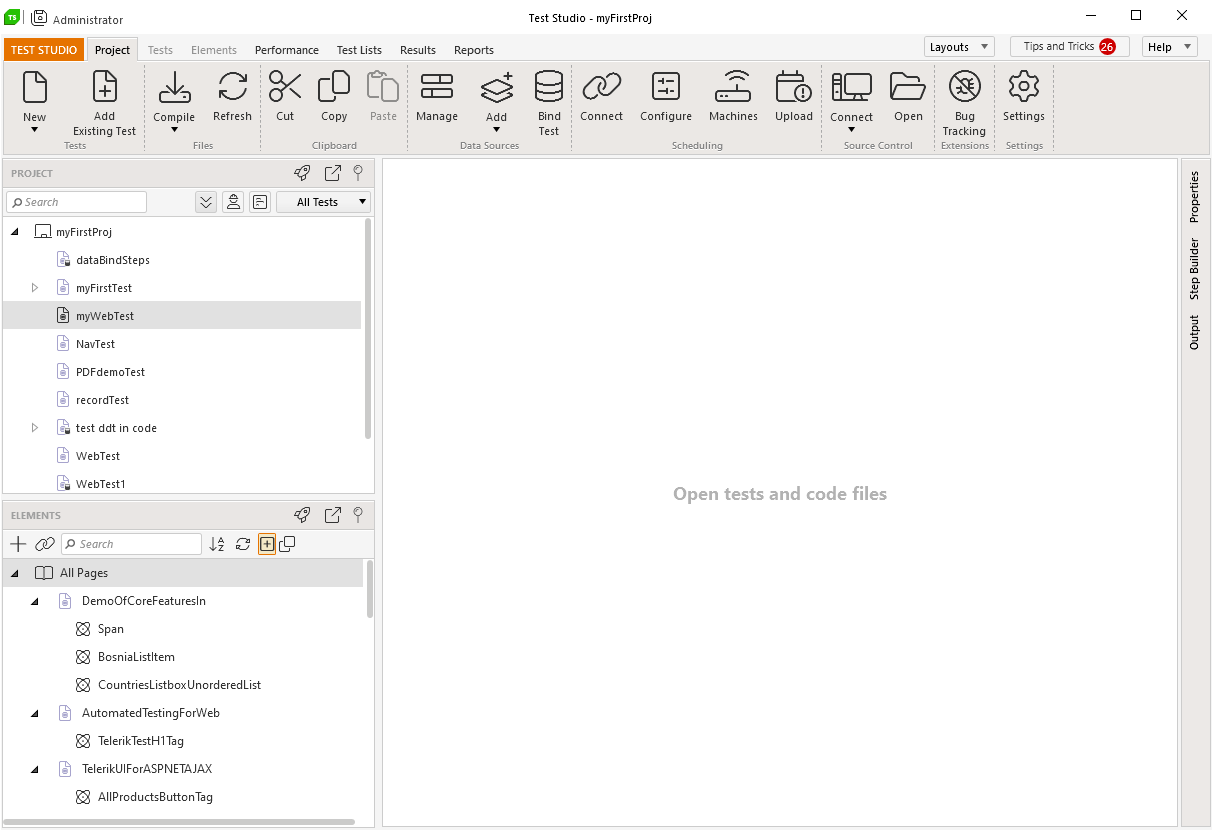 TS Administrator Test Studio - myFirstProj
TEST STUDIO Project Tests Elements Performance Test Lists Results Reports Layouts Tips and Tricks 26 Help
New Add Existing Test Compile Refresh Cut Copy Paste Manage Add Bind Test Connect Configure Machines Upload Connect Open Bug Tracking Settings
Tests Files Clipboard Data Sources Scheduling Source Control Extensions Settings
PROJECT
Search All Tests
myFirstProj
dataBindSteps
myFirstTest
myWebTest
NavTest
PDFdemoTest
recordTest
test ddt in code
WebTest
WebTest1
ELEMENTS
Search
All Pages
DemoOfCoreFeaturesIn
Span
BosniaListItem
CountriesListboxUnorderedList
AutomatedTestingForWeb
TelerikTestH1Tag
TelerikUIForASPNETAJAX
AllProductsButtonTag
Open tests and code files
Properties
Step Builder
Output